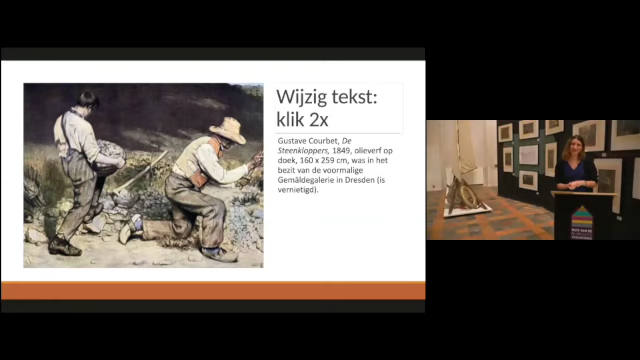 Wijzig tekst:
klik 2x
Gustave Courbet, De
Steenkloppers, 1849, olieverf op
doek, 160 x 259 cm, was in het
bezit van de voormalige
Gemäldegalerie in Dresden (is
vernietigd).